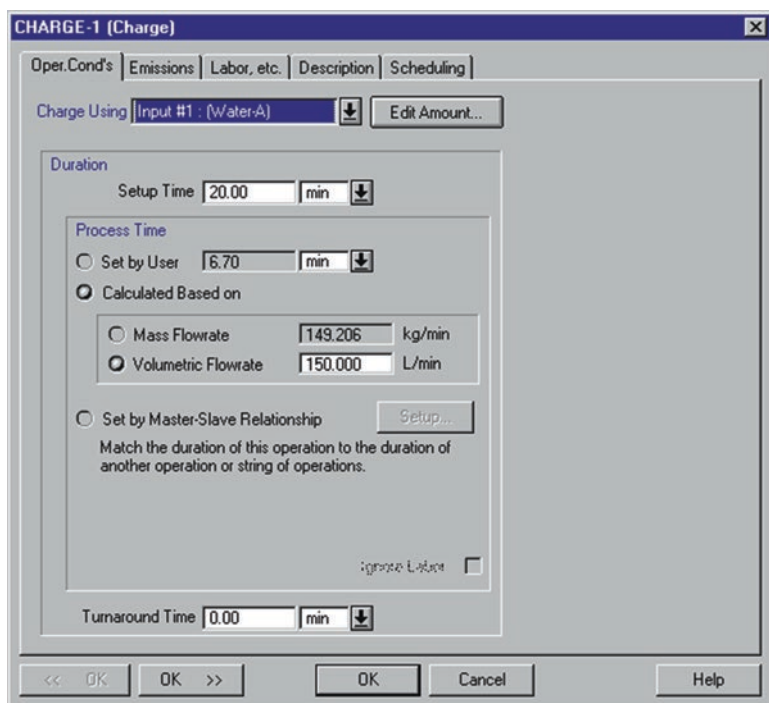 CHARGE-1 (Charge)
Oper.Cond's Emissions Labor, etc. Description Scheduling
Charge Using Input #1 : (Water-A) Edit Amount...
Duration
Setup Time 20.00 min
Process Time
Set by User 6.70 min
Calculated Based on
Mass Flowrate 149.206 kg/min
Volumetric Flowrate 150.000 L/min
Set by Master-Slave Relationship Setup...
Match the duration of this operation to the duration of
another operation or string of operations.
Ignore Labor
Turnaround Time 0.00 min
<< OK OK >> OK Cancel Help